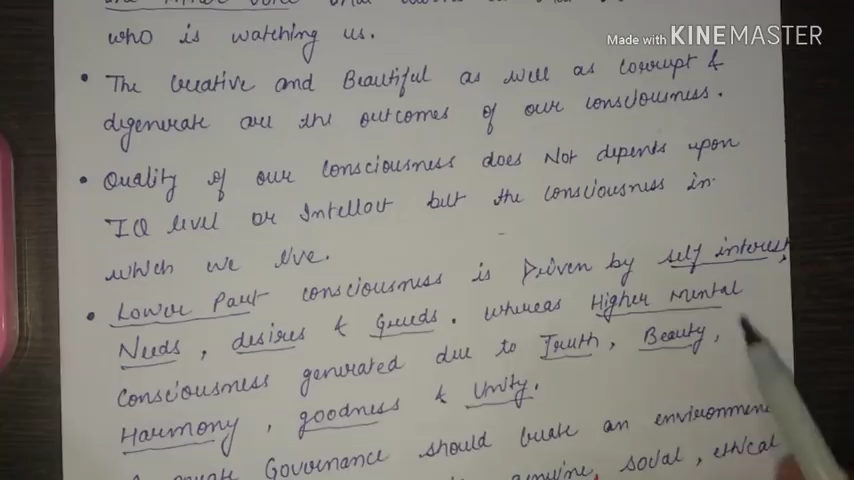 who is watching us.
Made with KINEMASTER
• The Creative and Beautiful as well as corrupt &
degenerate are the outcomes of our consciousness.
• Quality of our consciousness does Not depends upon
IQ level or Intellect but the consciousness in
which we live.
• Lower Part consciousness is Driven by self interest,
Needs, desires & Greeds. whereas Higher Mental
consciousness generated due to Truth, Beauty,
Harmony, goodness & Unity.
Governance should create an environment
genuine, social, ethical